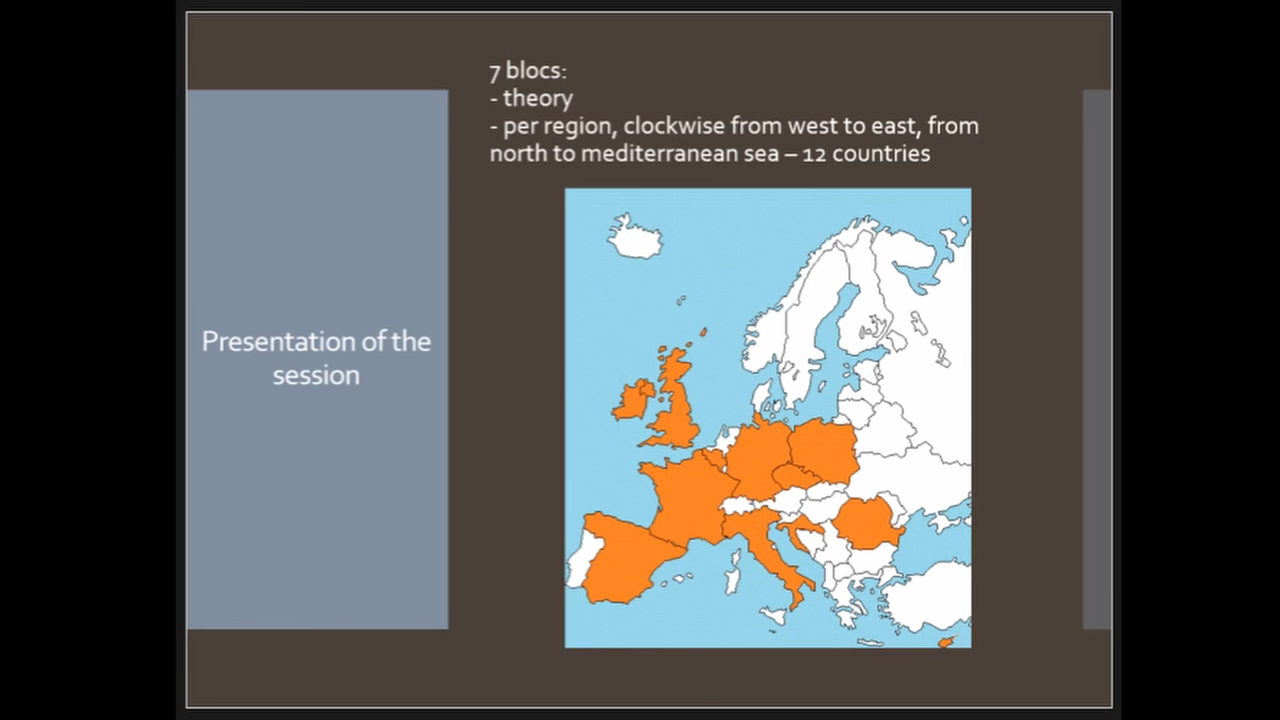 7 blocs:
- theory
- per region, clockwise from west to east, from
north to mediterranean sea – 12 countries
Presentation of the
session